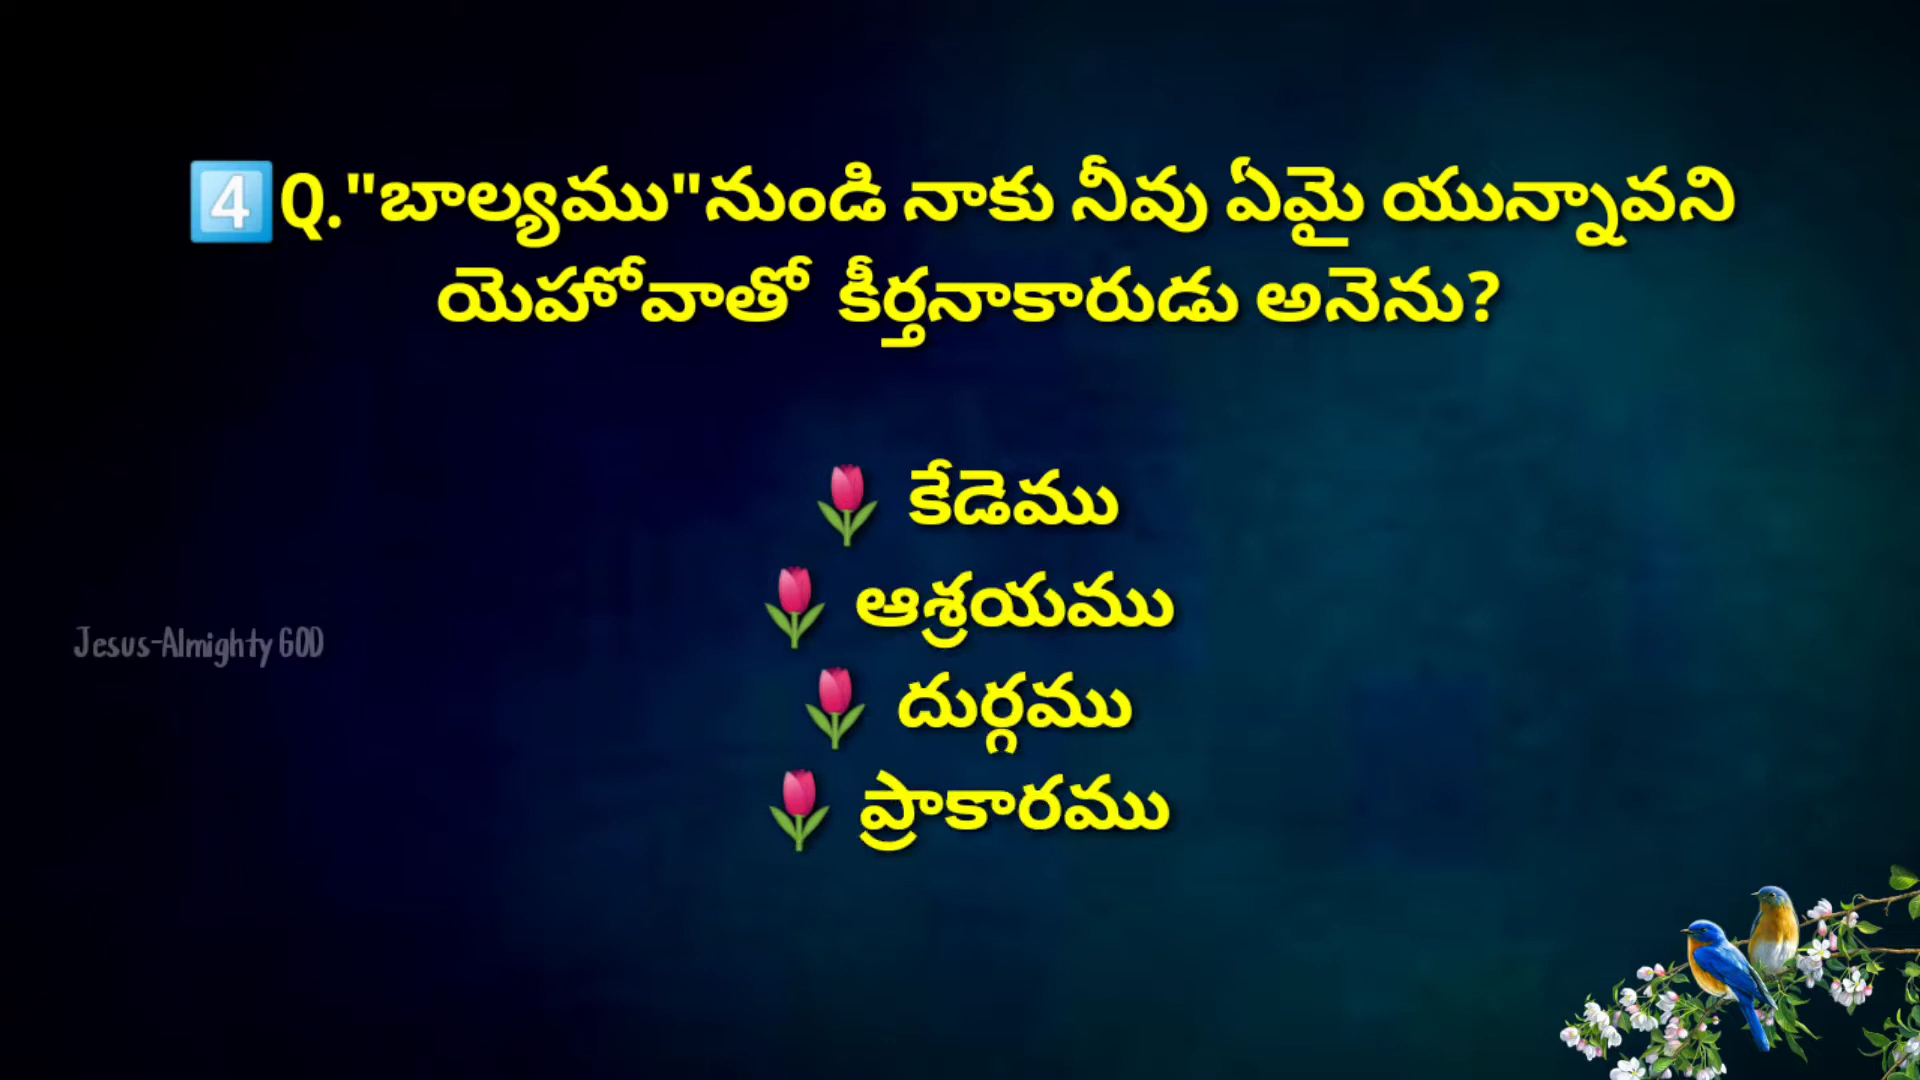 4️⃣Q."బాల్యము"నుండి నాకు నీవు ఏమై యున్నావని
యెహోవాతో కీర్తనాకారుడు అనెను?
🌷 కేడెము
🌷 ఆశ్రయము
🌷 దుర్గము
🌷 ప్రాకారము
Jesus-Almighty GOD